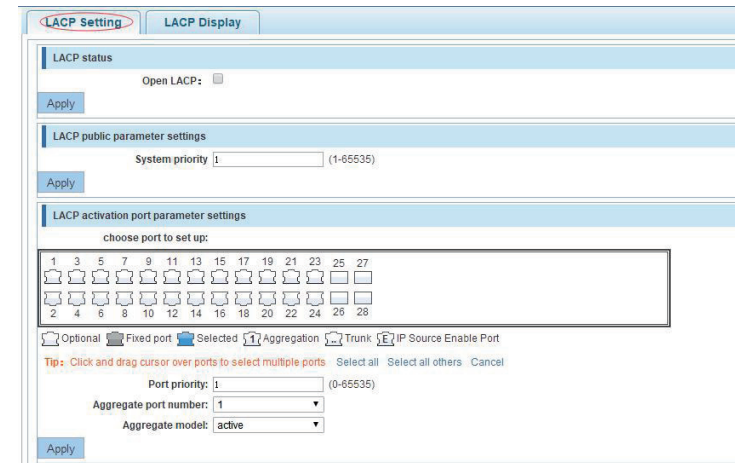 LACP Setting LACP Display
LACP status
Open LACP:
Apply
LACP public parameter settings
System priority 1 (1-65535)
Apply
LACP activation port parameter settings
choose port to set up:
1 3 5 7 9 11 13 15 17 19 21 23 25 27
2 4 6 8 10 12 14 16 18 20 22 24 26 28
Optional Fixed port Selected 1 Aggregation ... Trunk E IP Source Enable Port
Tip: Click and drag cursor over ports to select multiple ports Select all Select all others Cancel
Port priority: 1 (0-65535)
Aggregate port number: 1
Aggregate model: active
Apply